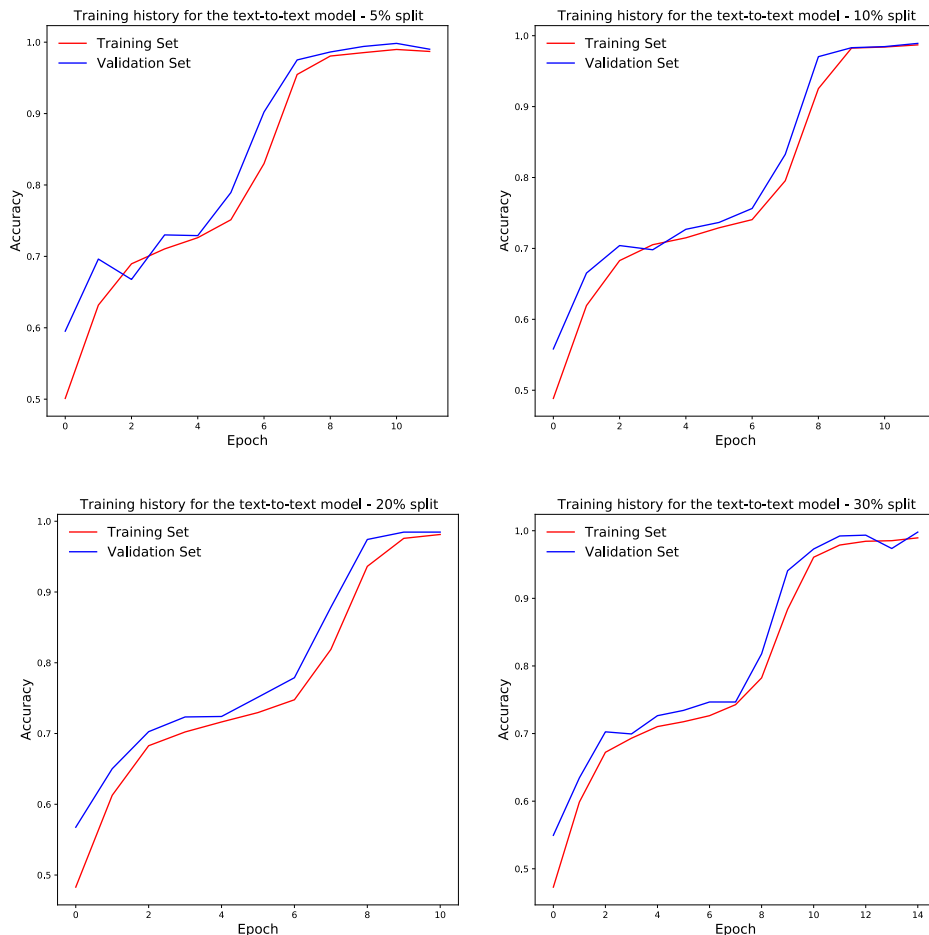 Training history for the text-to-text model - 5% split
Training Set
Validation Set
1.0
0.9
0.8
0.7
0.6
0.5
Accuracy
0 2 4 6 8 10
Epoch
Training history for the text-to-text model - 10% split
Training Set
Validation Set
1.0
0.9
0.8
0.7
0.6
0.5
Accuracy
0 2 4 6 8 10
Epoch
Training history for the text-to-text model - 20% split
Training Set
Validation Set
1.0
0.9
0.8
0.7
0.6
0.5
Accuracy
0 2 4 6 8 10
Epoch
Training history for the text-to-text model - 30% split
Training Set
Validation Set
1.0
0.9
0.8
0.7
0.6
0.5
Accuracy
0 2 4 6 8 10 12 14
Epoch